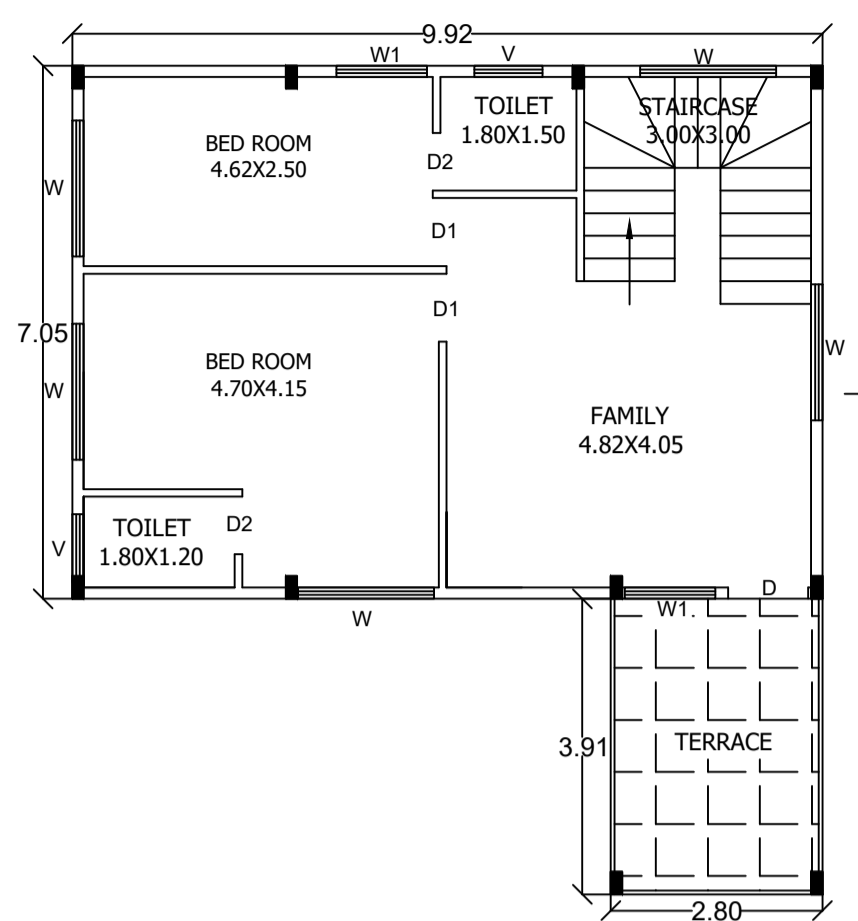 9.92
W1
V
W
TOILET
1.80X1.50
STAIRCASE
3.00X3.00
BED ROOM
4.62X2.50
D2
W
D1
D1
7.05
W
BED ROOM
4.70X4.15
W
FAMILY
4.82X4.05
TOILET
1.80X1.20
D2
V
W
W1.
D
3.91
TERRACE
2.80